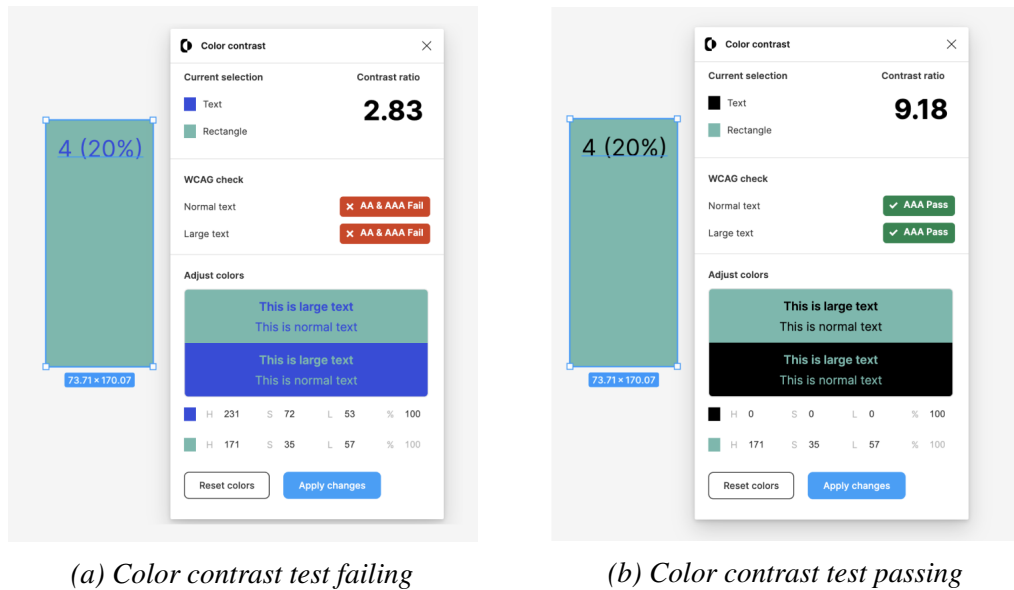 4 (20%)
73.71 × 170.07
Color contrast
Current selection
Contrast ratio
Text
2.83
Rectangle
WCAG check
Normal text
AA & AAA Fail
Large text
AA & AAA Fail
Adjust colors
This is large text
This is normal text
This is large text
This is normal text
H 231 S 72 L 53 % 100
H 171 S 35 L 57 % 100
Reset colors
Apply changes
(a) Color contrast test failing
4 (20%)
73.71 × 170.07
Color contrast
Current selection
Contrast ratio
Text
9.18
Rectangle
WCAG check
Normal text
AAA Pass
Large text
AAA Pass
Adjust colors
This is large text
This is normal text
This is large text
This is normal text
H 0 S 0 L 0 % 100
H 171 S 35 L 57 % 100
Reset colors
Apply changes
(b) Color contrast test passing